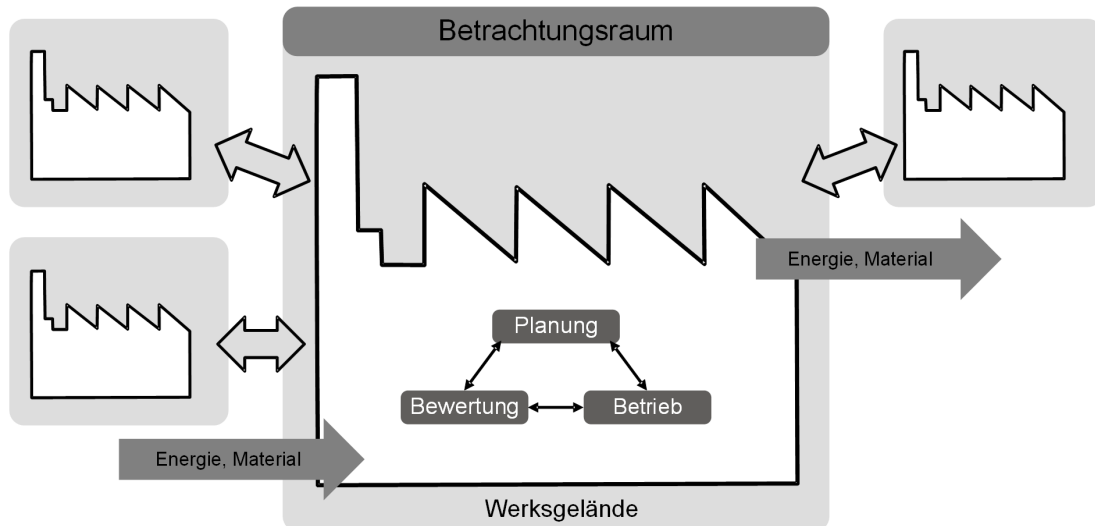 Betrachtungsraum
Energie, Material
Planung
Bewertung
Betrieb
Energie, Material
Werksgelände